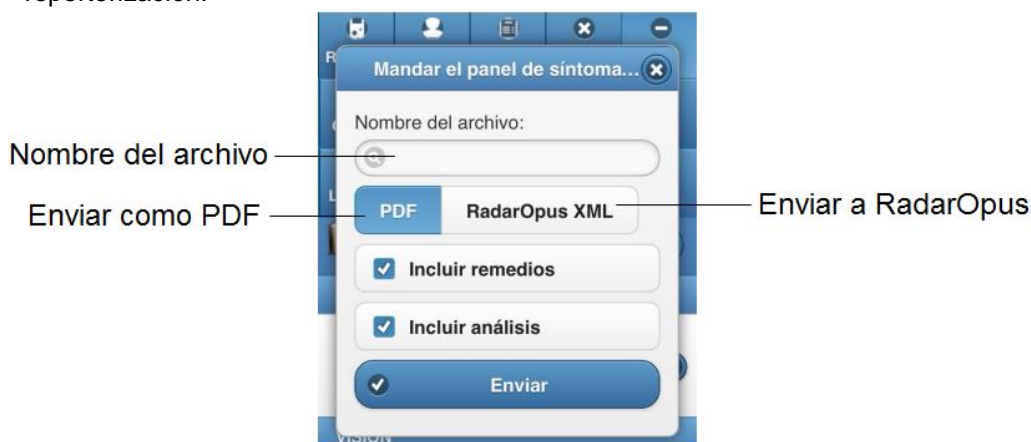 Mandar el panel de síntoma...
Nombre del archivo:
Nombre del archivo
PDF
RadarOpus XML
Enviar como PDF
Enviar a RadarOpus
Incluir remedios
Incluir análisis
Enviar